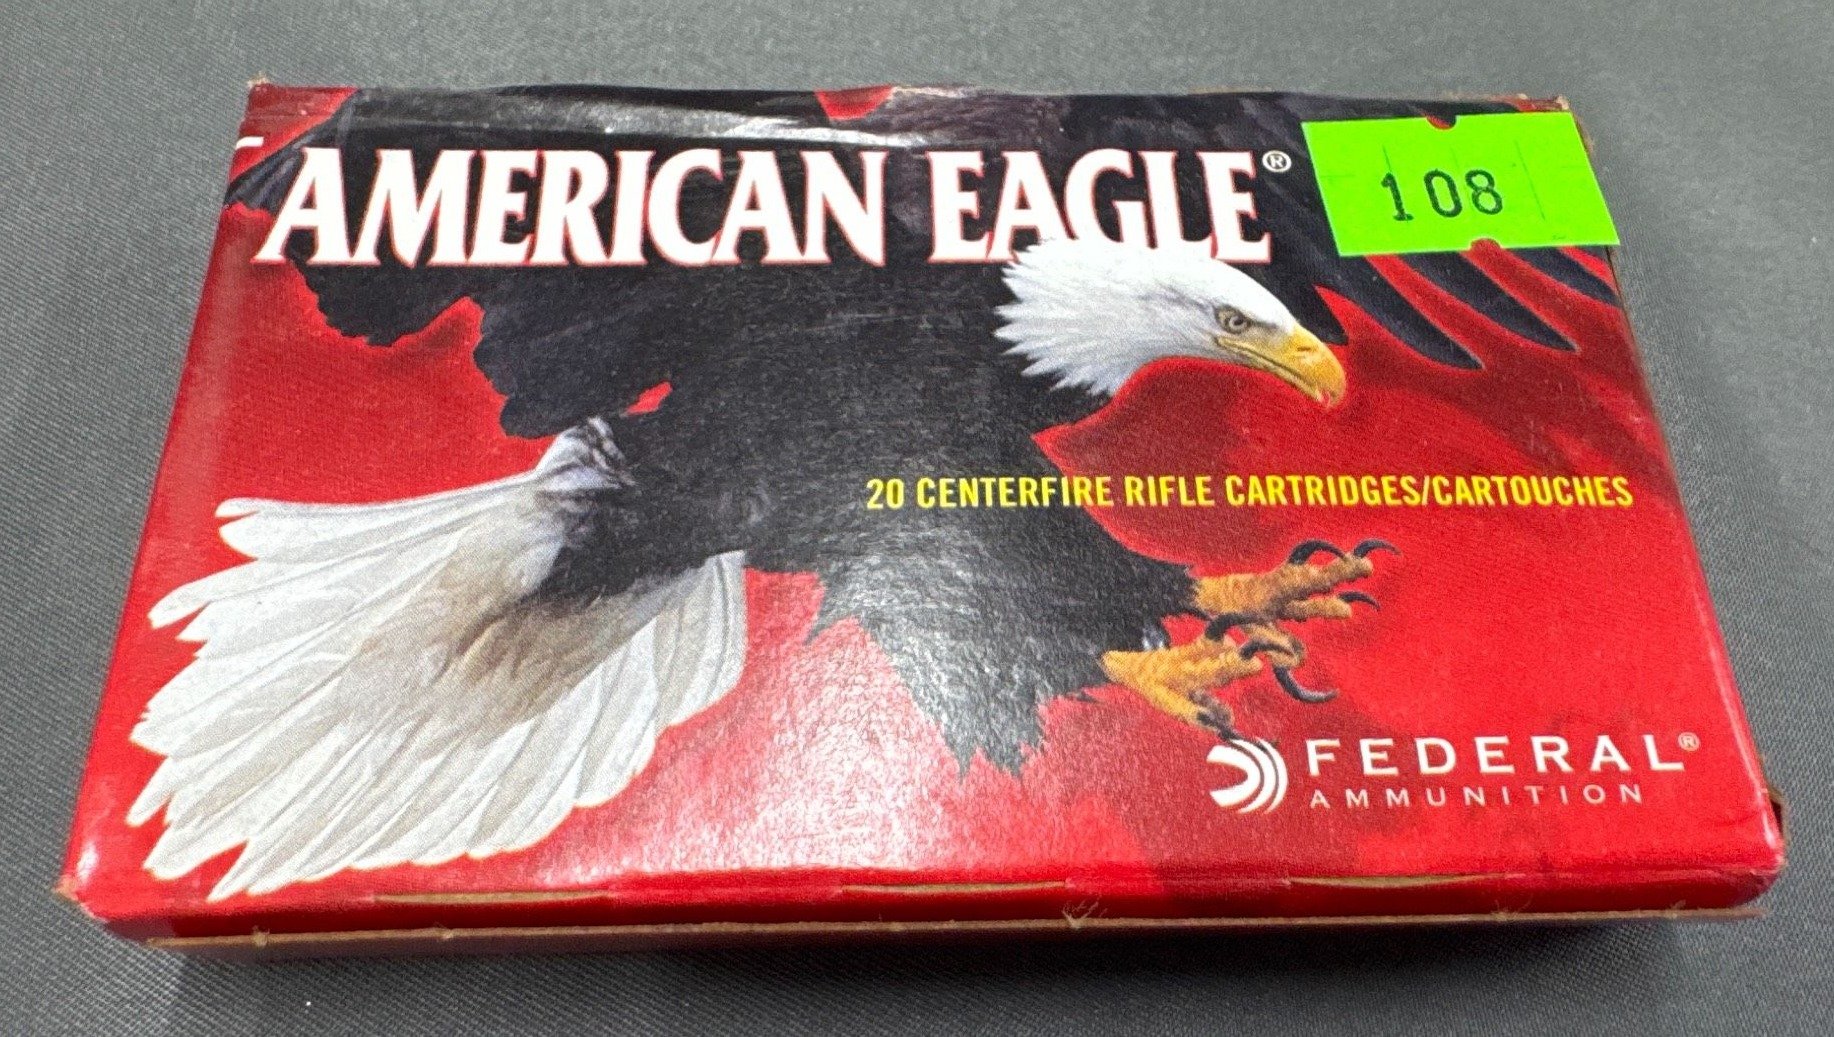 AMERICAN EAGLE®
108
20 CENTERFIRE RIFLE CARTRIDGES/CARTOUCHES
FEDERAL®
AMMUNITION